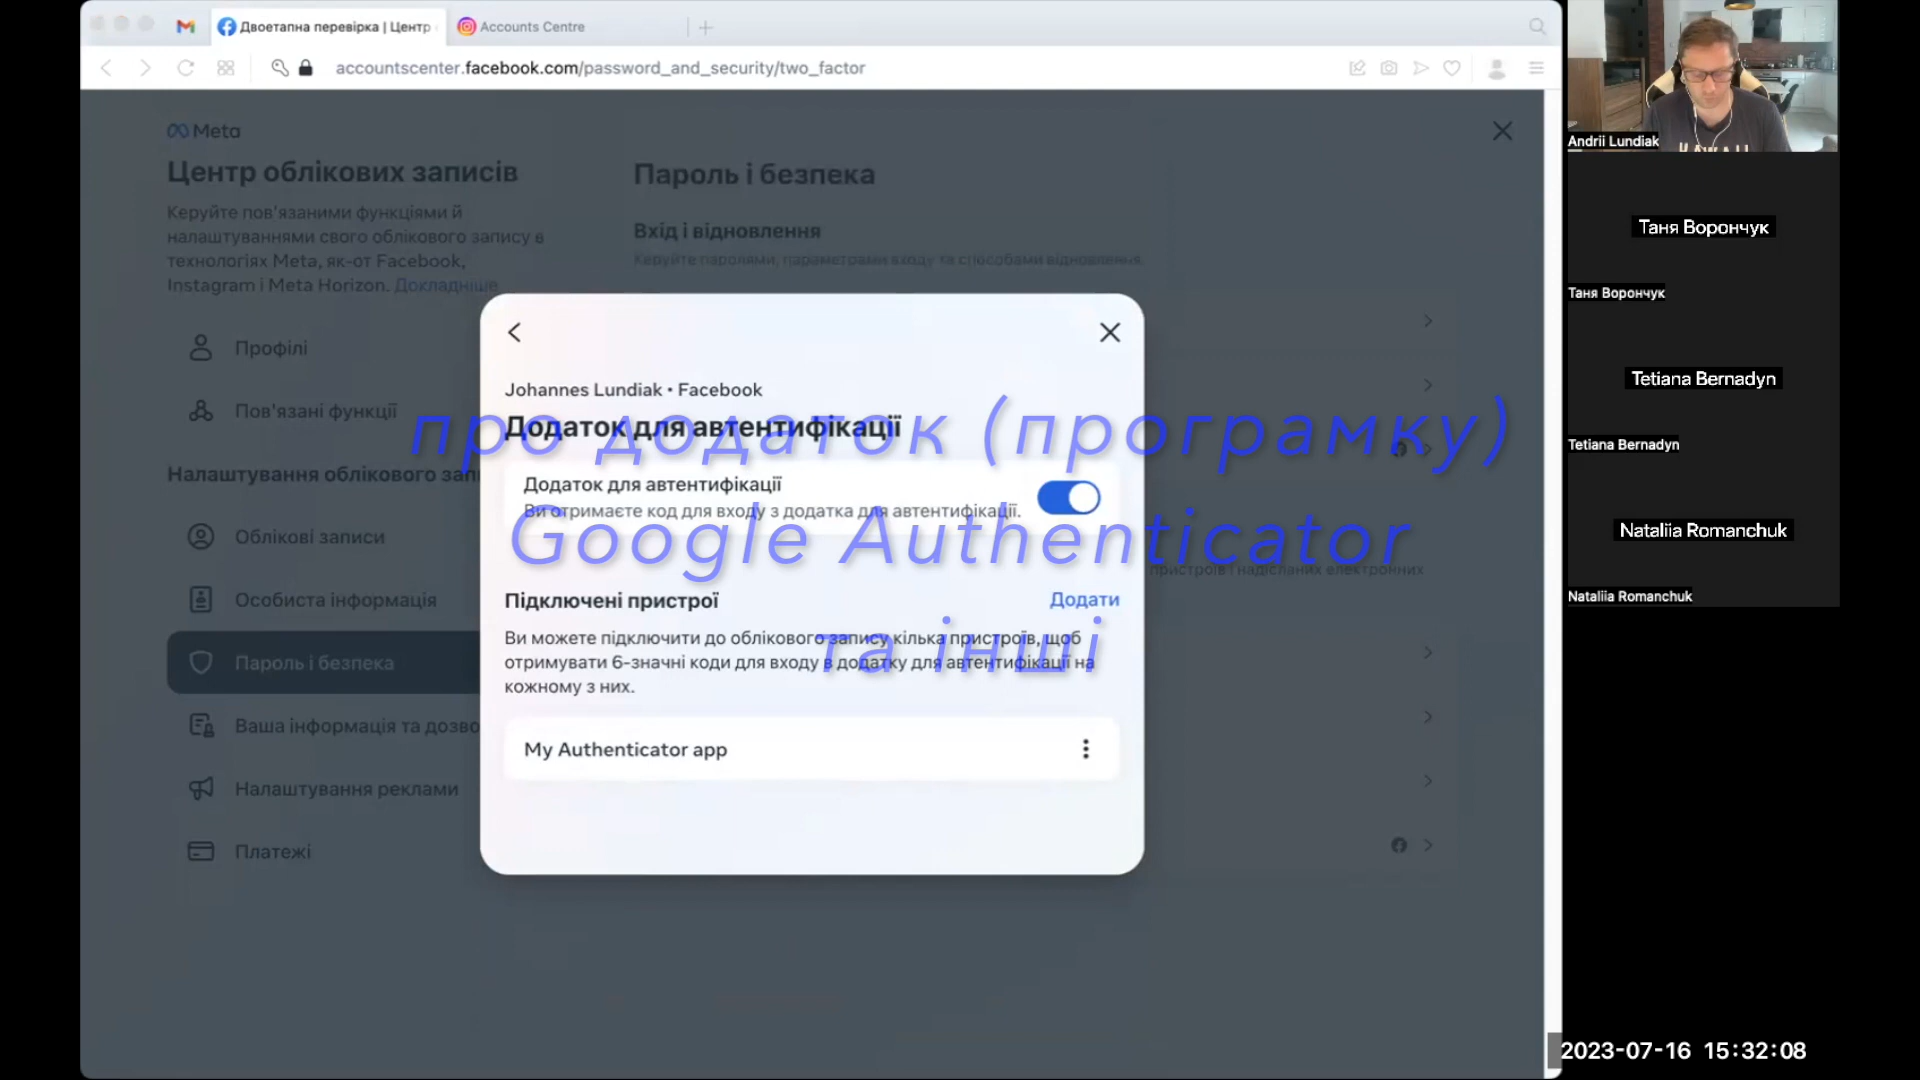 Двоетапна перевірка | Центр
Accounts Centre
accountscenter.facebook.com/password_and_security/two_factor
Meta
Центр облікових записів
Керуйте пов'язаними функціями й
налаштуваннями свого облікового запису в
технологіях Meta, як-от Facebook,
Instagram і Meta Horizon. Докладніше
Профілі
Пов'язані функції
Налаштування облікового зап
Облікові записи
Особиста інформація
Пароль і безпека
Ваша інформація та дозво
Налаштування реклами
Платежі
Пароль і безпека
Вхід і відновлення
Керуйте паролями, параметрами входу та способами відновлення.
пристроїв і надісланих електронних
Johannes Lundiak • Facebook
Додаток для автентифікації
Додаток для автентифікації
Ви отримаєте код для входу з додатка для автентифікації.
Підключені пристрої
Додати
Ви можете підключити до облікового запису кілька пристроїв, щоб
отримувати 6-значні коди для входу в додатку для автентифікації на
кожному з них.
My Authenticator app
про додаток (програмку)
Google Authenticator
та інші
Andrii Lundiak
Таня Ворончук
Таня Ворончук
Tetiana Bernadyn
Tetiana Bernadyn
Nataliia Romanchuk
Nataliia Romanchuk
2023-07-16 15:32:08